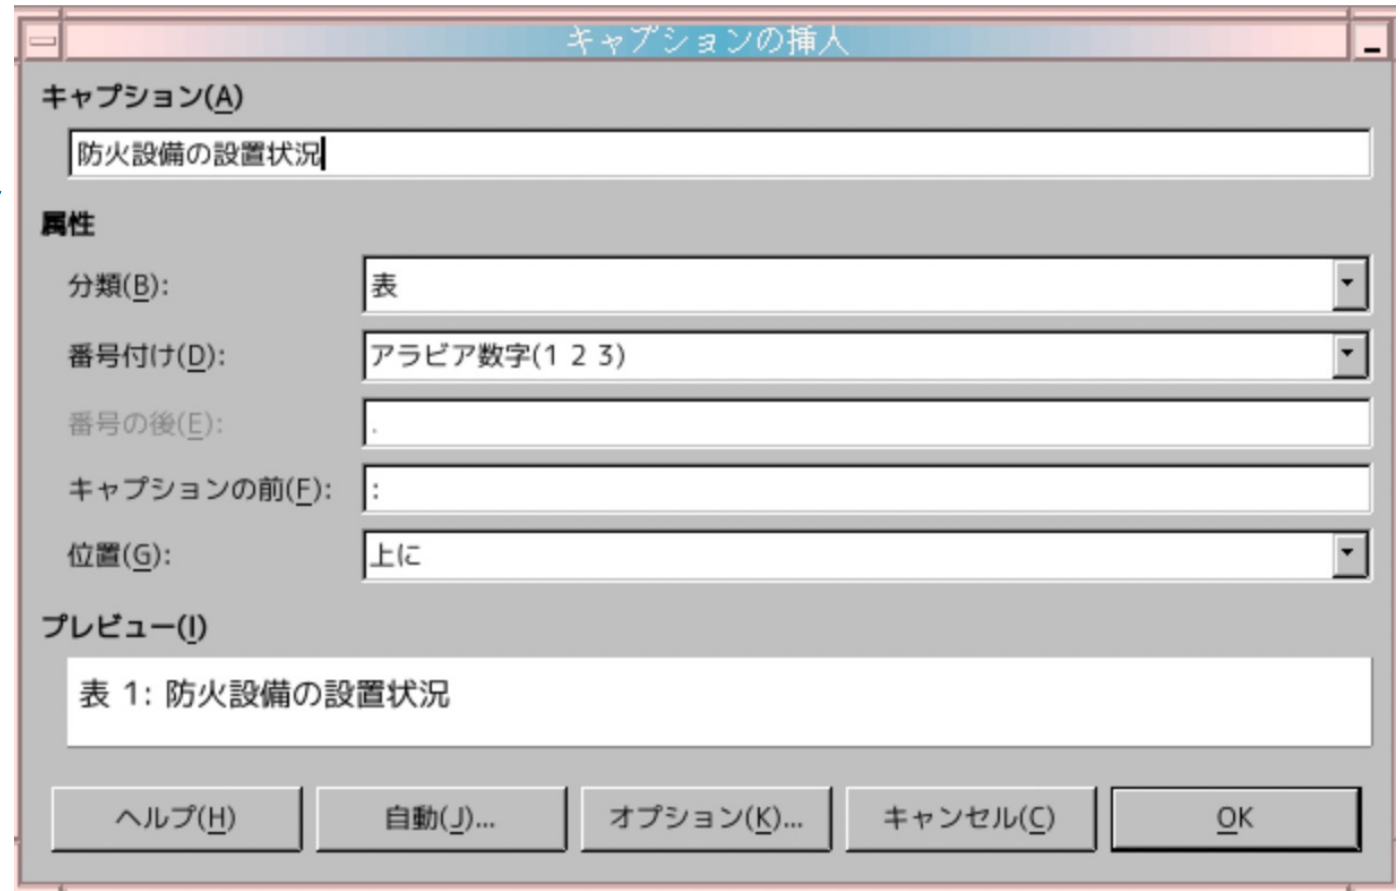 キャプションの挿入
キャプション(A)
防火設備の設置状況
属性
分類(B): 表
番号付け(D): アラビア数字(1 2 3)
番号の後(E): .
キャプションの前(F): :
位置(G): 上に
プレビュー(I)
表 1: 防火設備の設置状況
ヘルプ(H) 自動(J)... オプション(K)... キャンセル(C) OK